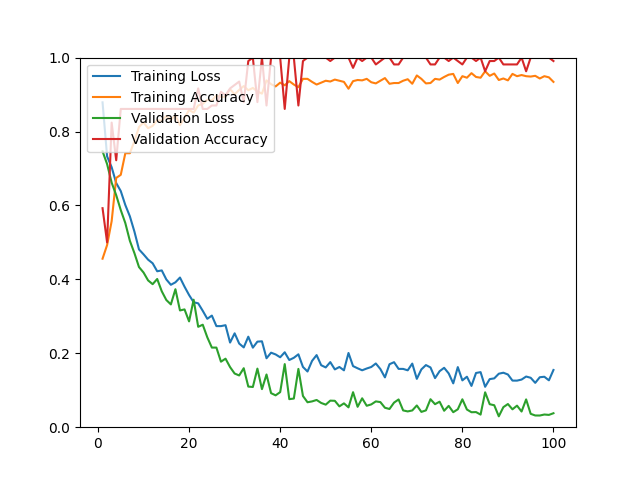 1.0
0.8
0.6
0.4
0.2
0.0
Training Loss
Training Accuracy
Validation Loss
Validation Accuracy
0 20 40 60 80 100